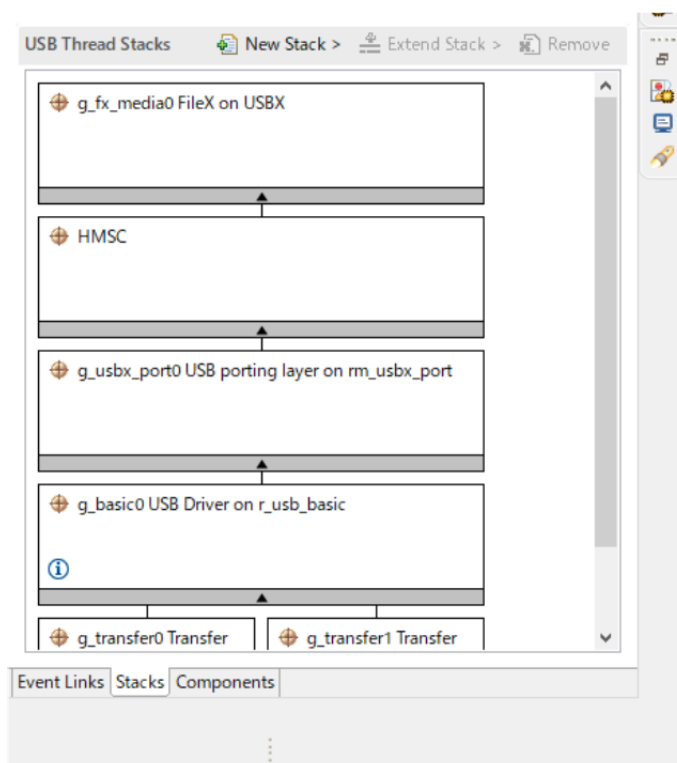 USB Thread Stacks New Stack > Extend Stack > Remove
g_fx_media0 FileX on USBX
HMSC
g_usbx_port0 USB porting layer on rm_usbx_port
g_basic0 USB Driver on r_usb_basic
g_transfer0 Transfer g_transfer1 Transfer
Event Links Stacks Components